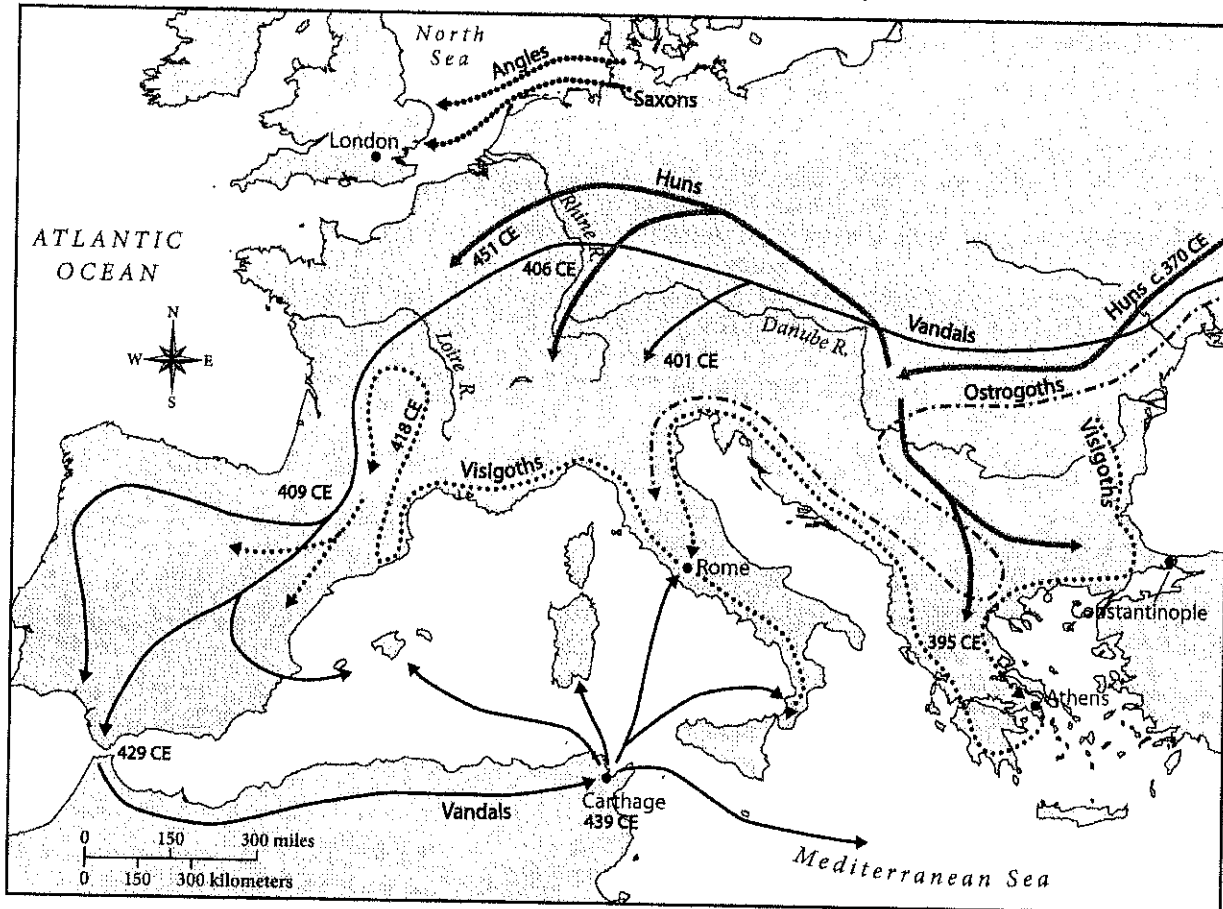 North
Sea
Angles
Saxons
London
Huns
Rhine R.
451 CE
406 CE
ATLANTIC
OCEAN
N
W E
S
Huns c.370 CE
Vandals
Danube R.
Loire R
401 CE
Ostrogoths
418 CE
Visigoths
Visigoths
409 CE
Rome
Constantinople
395 CE
Athens
429 CE
Vandals
Carthage
439 CE
0 150 300 miles
0 150 300 kilometers
Mediterranean Sea